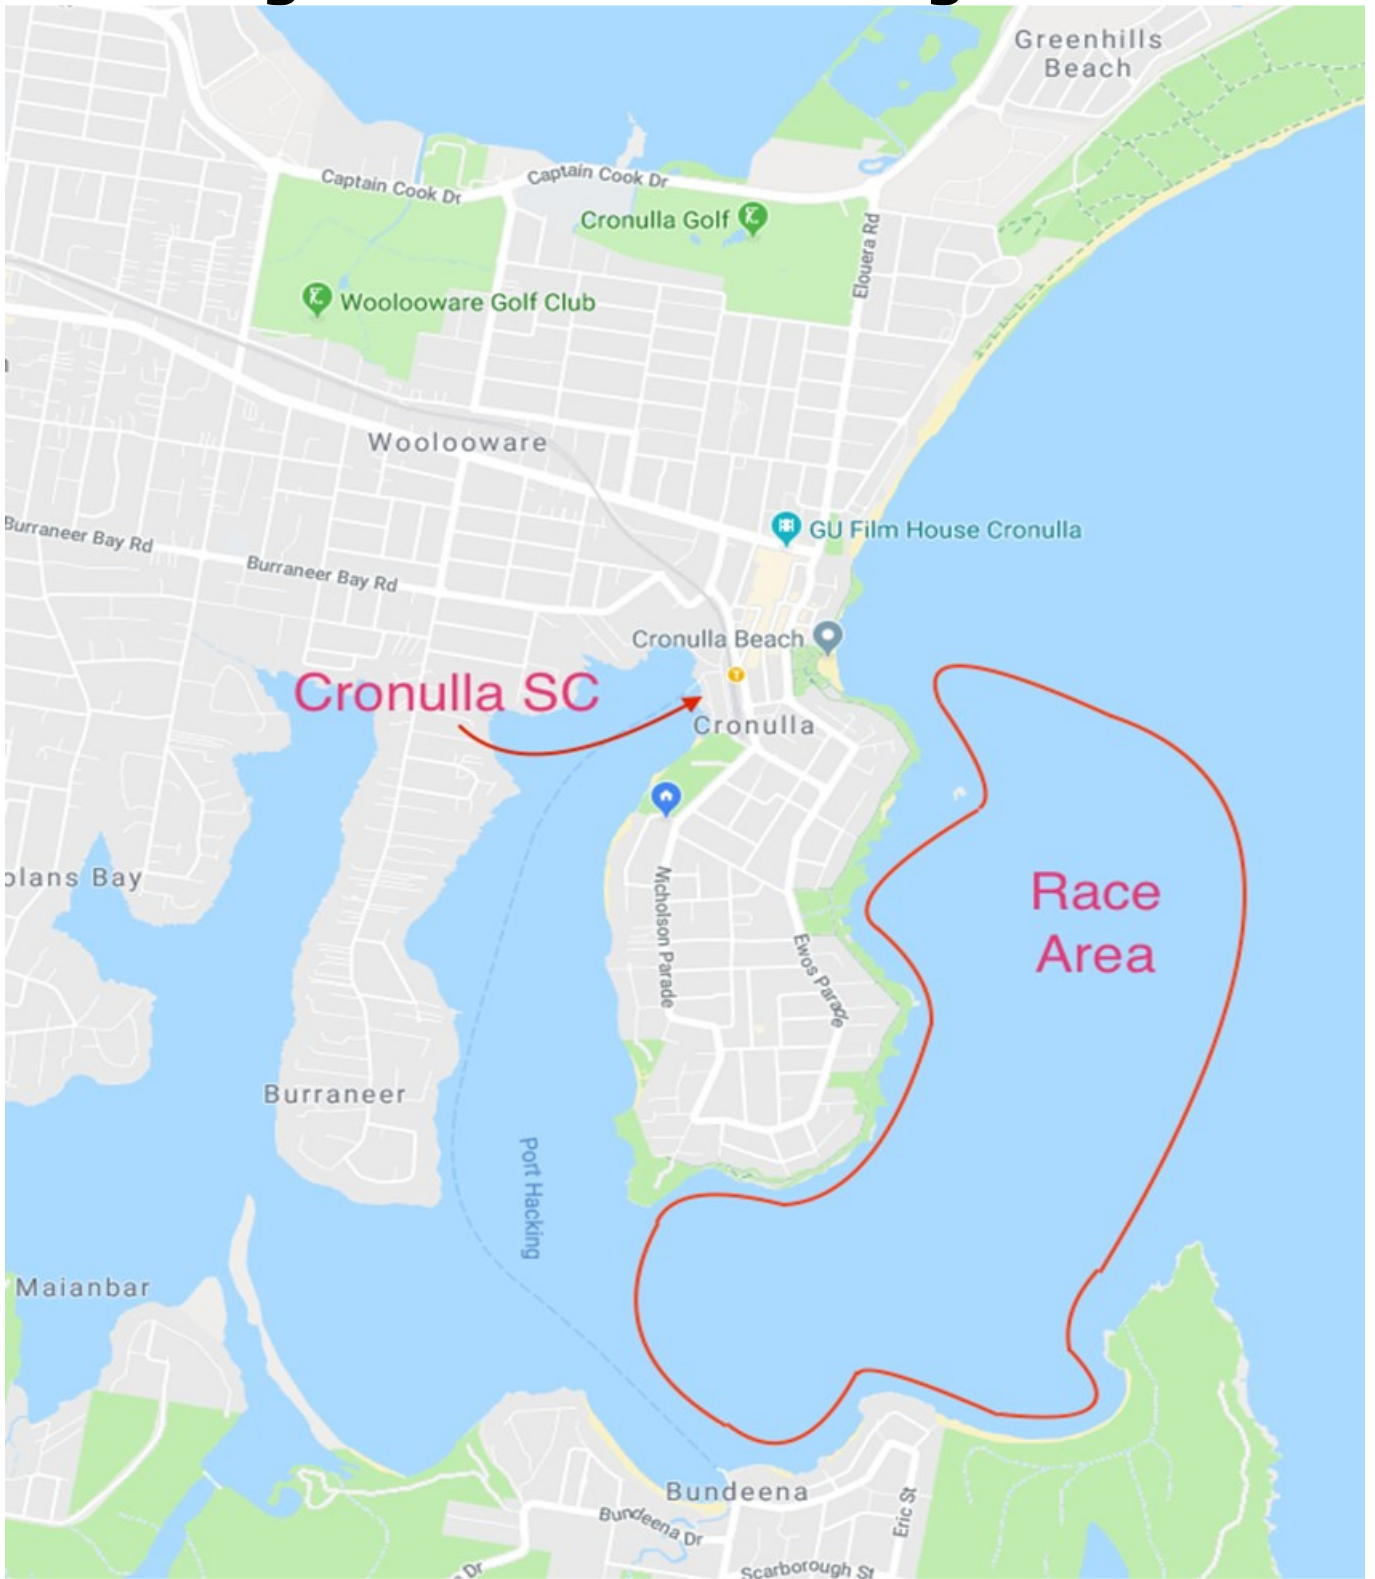 Greenhills
Beach
Captain Cook Dr
Captain Cook Dr
Cronulla Golf
Elouera Rd
Woolooware Golf Club
Woolooware
GU Film House Cronulla
Burraneer Bay Rd
Burraneer Bay Rd
Cronulla Beach
T
Cronulla SC
Cronulla
olans Bay
Race
Area
Nicholson Parade
Ewos Parade
Burraneer
Port Hacking
Maianbar
Bundeena
Eric St
Bundeena Dr
Dr
Scarborough St